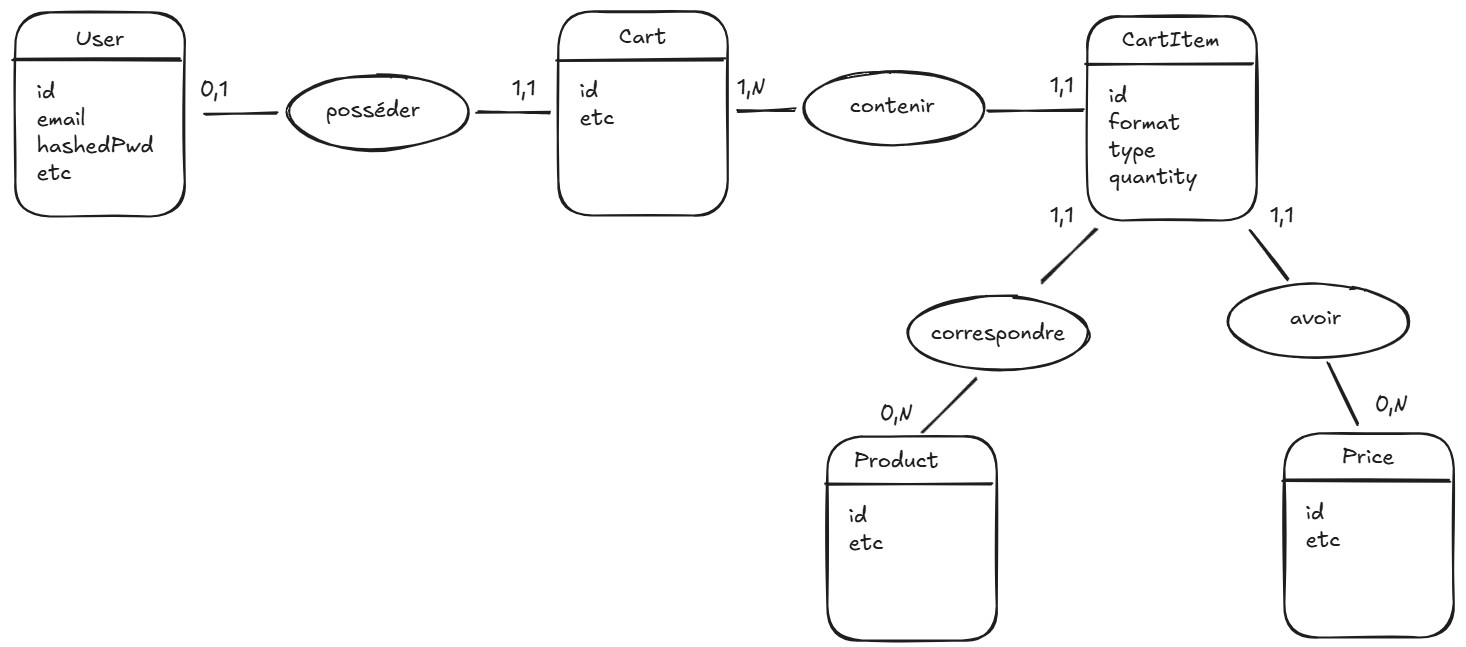 User
id
email
hashedPwd
etc
0,1
posséder
1,1
Cart
id
etc
1,N
contenir
1,1
CartItem
id
format
type
quantity
1,1
correspondre
0,N
Product
id
etc
1,1
avoir
0,N
Price
id
etc